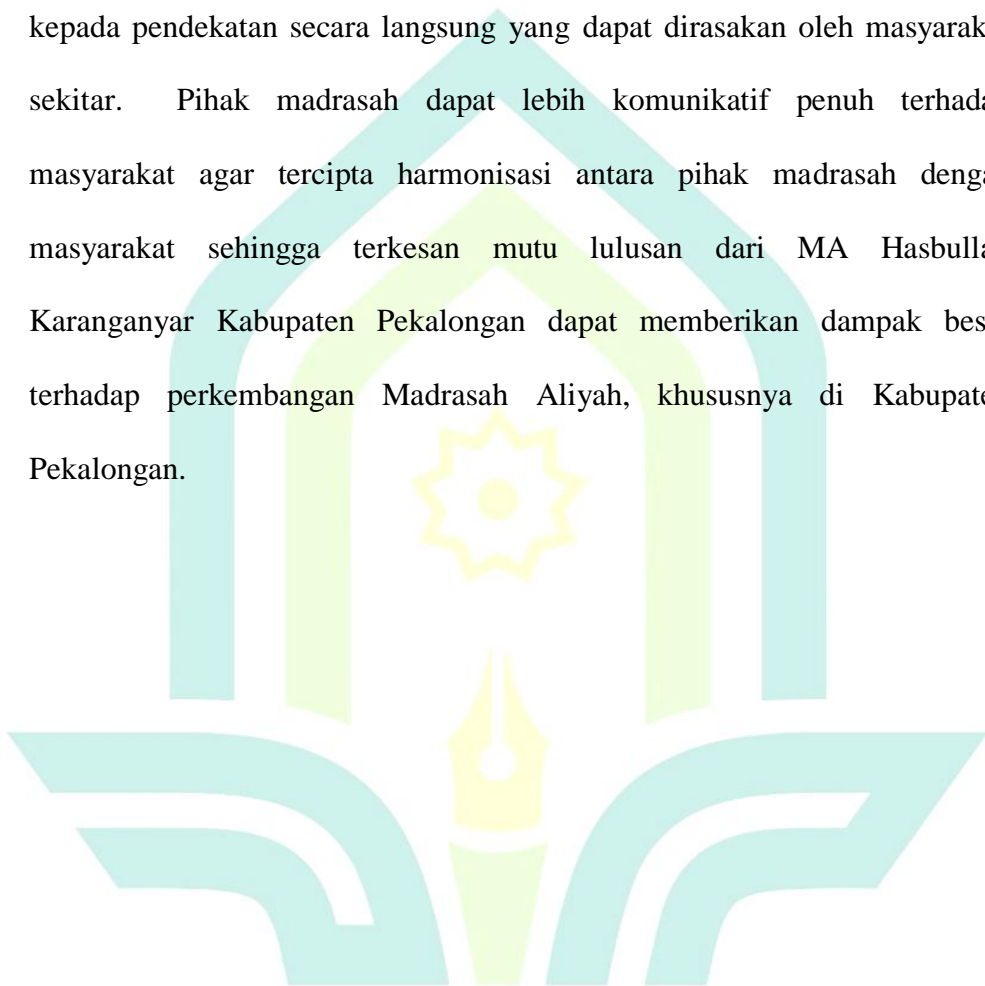 kepada pendekatan secara langsung yang dapat dirasakan oleh masyarak
sekitar. Pihak madrasah dapat lebih komunikatif penuh terhada
masyarakat agar tercipta harmonisasi antara pihak madrasah denga
masyarakat sehingga terkesan mutu lulusan dari MA Hasbulla
Karanganyar Kabupaten Pekalongan dapat memberikan dampak bes
terhadap perkembangan Madrasah Aliyah, khususnya di Kabupate
Pekalongan.